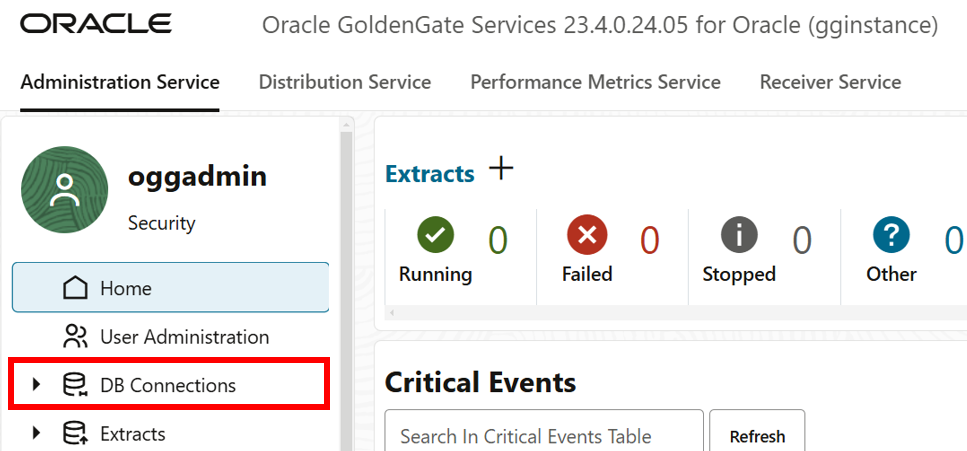 ORACLE Oracle GoldenGate Services 23.4.0.24.05 for Oracle (gginstance)
Administration Service Distribution Service Performance Metrics Service Receiver Service
oggadmin
Security
Home
User Administration
DB Connections
Extracts
Extracts +
0 0 0 0
Running Failed Stopped Other
Critical Events
Search In Critical Events Table Refresh